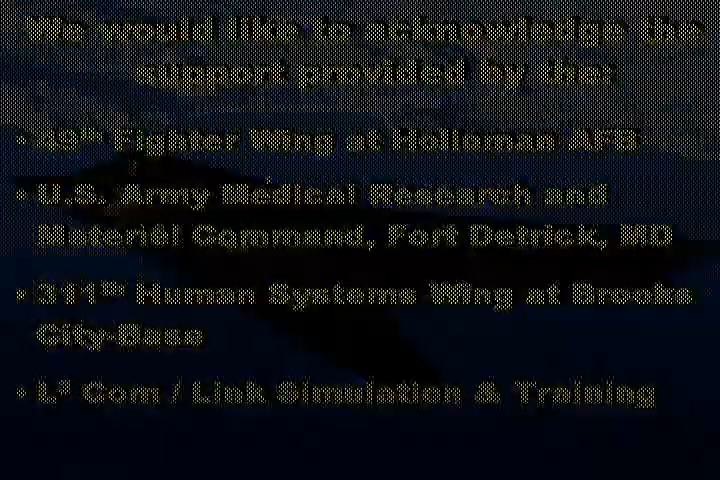 We would like to acknowledge the
support provided by the:
• 49th Fighter Wing at Holloman AFB
• U.S. Army Medical Research and
Materiel Command, Fort Detrick, MD
• 311th Human Systems Wing at Brooks
City-Base
• L³ Com / Link Simulation & Training